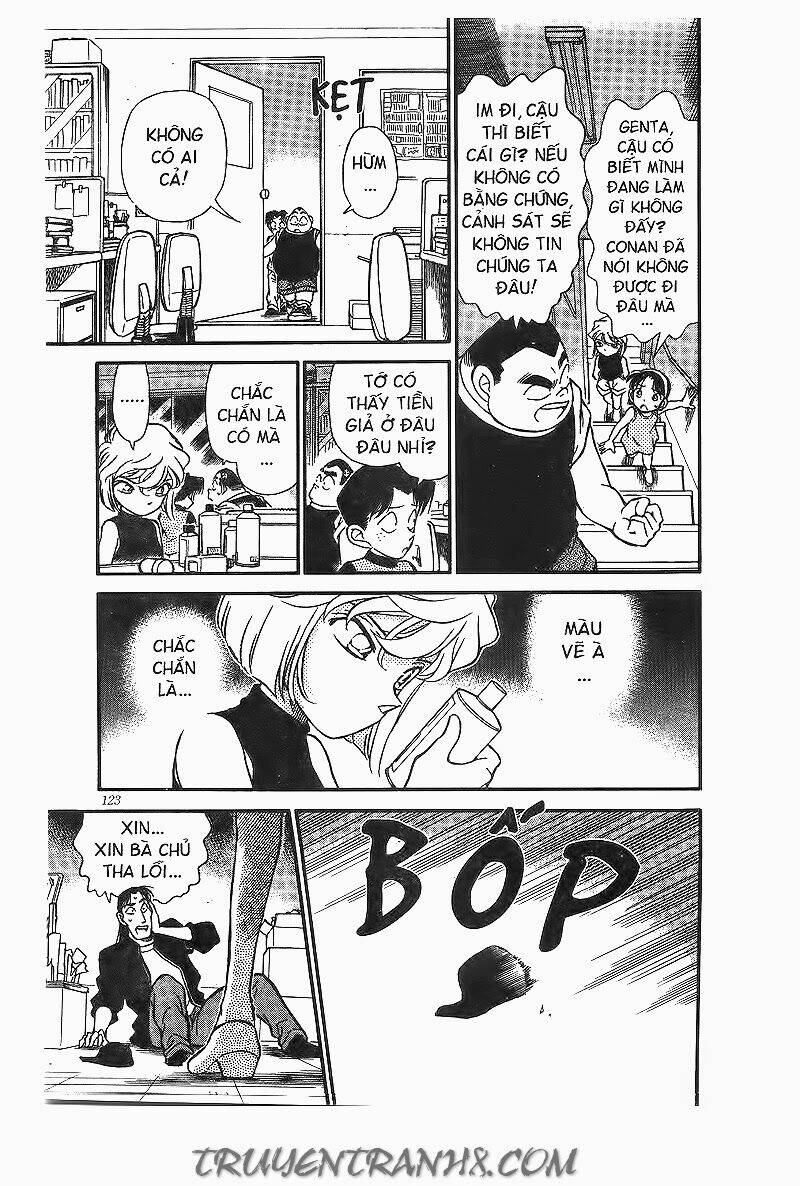 KHÔNG
CÓ AI
CẢ!
KẸT
HỪM
...
IM ĐI, CẬU
THÌ BIẾT
CÁI GÌ? NẾU
KHÔNG CÓ
BẰNG CHỨNG,
CẢNH SÁT SẼ
KHÔNG TIN
CHÚNG TA
ĐÂU!
GENTA,
CẬU CÓ
BIẾT MÌNH
ĐANG LÀM
GÌ KHÔNG
ĐẤY?
CONAN ĐÃ
NÓI KHÔNG
ĐƯỢC ĐI
ĐÂU MÀ
...
.....
CHẮC
CHẮN LÀ
CÓ MÀ
...
TỚ CÓ
THẤY TIỀN
GIẢ Ở ĐÂU
ĐÂU NHỈ?
CHẮC
CHẮN
LÀ...
MÀU
VẼ À
...
123
XIN...
XIN BÀ CHỦ
THA LỖI...
BỐP
TRUYENTRANH8.COM